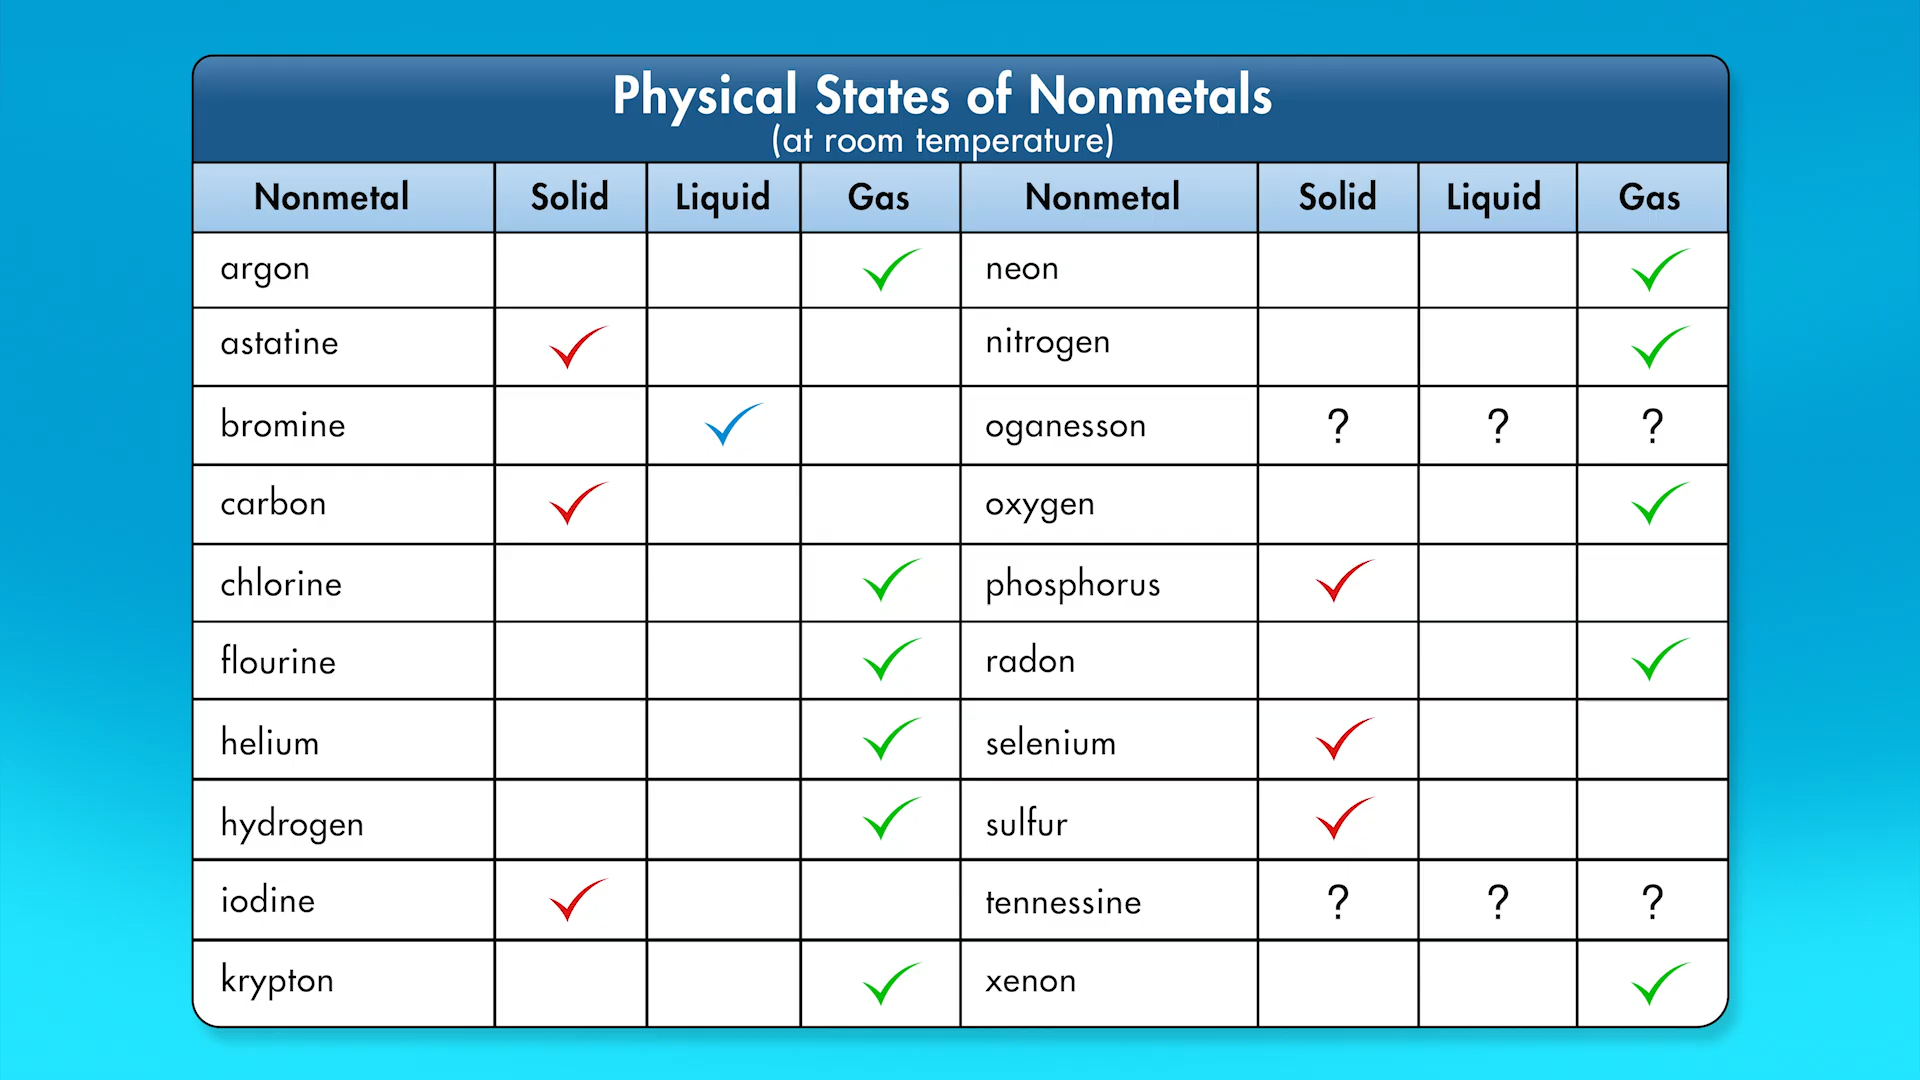 Physical States of Nonmetals
(at room temperature)
Nonmetal Solid Liquid Gas Nonmetal Solid Liquid Gas
argon ✓ neon ✓
astatine ✓ nitrogen ✓
bromine ✓ oganesson ? ? ?
carbon ✓ oxygen ✓
chlorine ✓ phosphorus ✓
flourine ✓ radon ✓
helium ✓ selenium ✓
hydrogen ✓ sulfur ✓
iodine ✓ tennessine ? ? ?
krypton ✓ xenon ✓